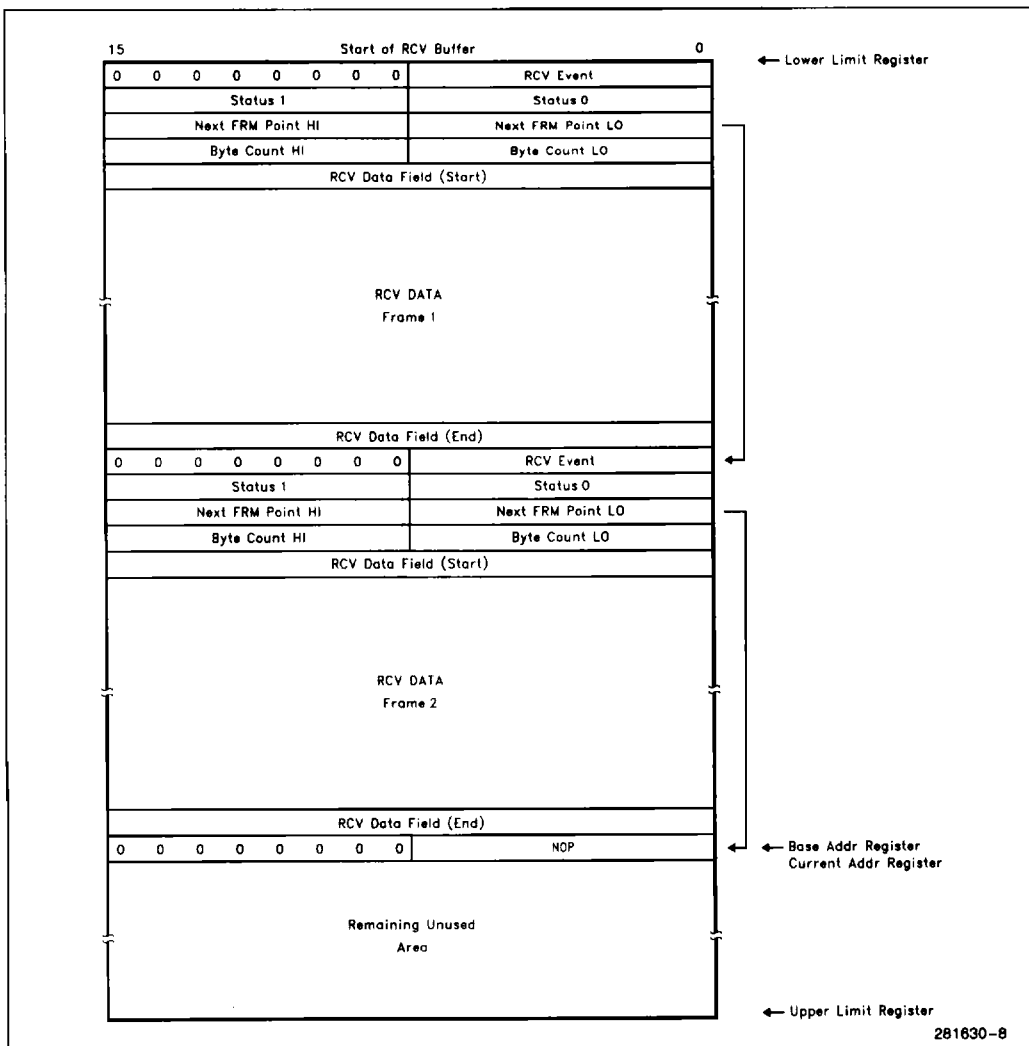 15 Start of RCV Buffer 0
← Lower Limit Register
0 0 0 0 0 0 0 0 RCV Event
Status 1 Status 0
Next FRM Point HI Next FRM Point LO
Byte Count HI Byte Count LO
RCV Data Field (Start)
RCV DATA
Frame 1
RCV Data Field (End)
0 0 0 0 0 0 0 0 RCV Event
Status 1 Status 0
Next FRM Point HI Next FRM Point LO
Byte Count HI Byte Count LO
RCV Data Field (Start)
RCV DATA
Frame 2
RCV Data Field (End)
0 0 0 0 0 0 0 0 NOP
← Base Addr Register
Current Addr Register
Remaining Unused
Area
← Upper Limit Register
281630-8